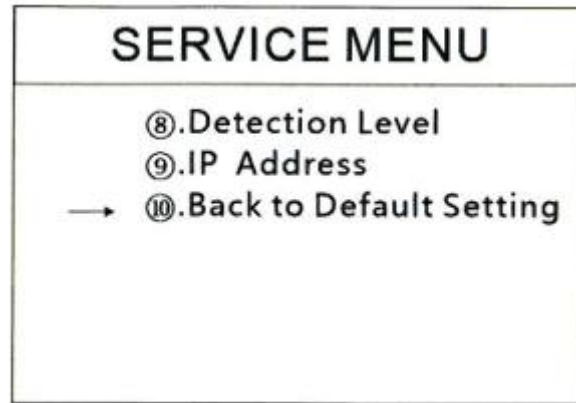 SERVICE MENU
⑧.Detection Level
⑨.IP Address
→ ⑩.Back to Default Setting